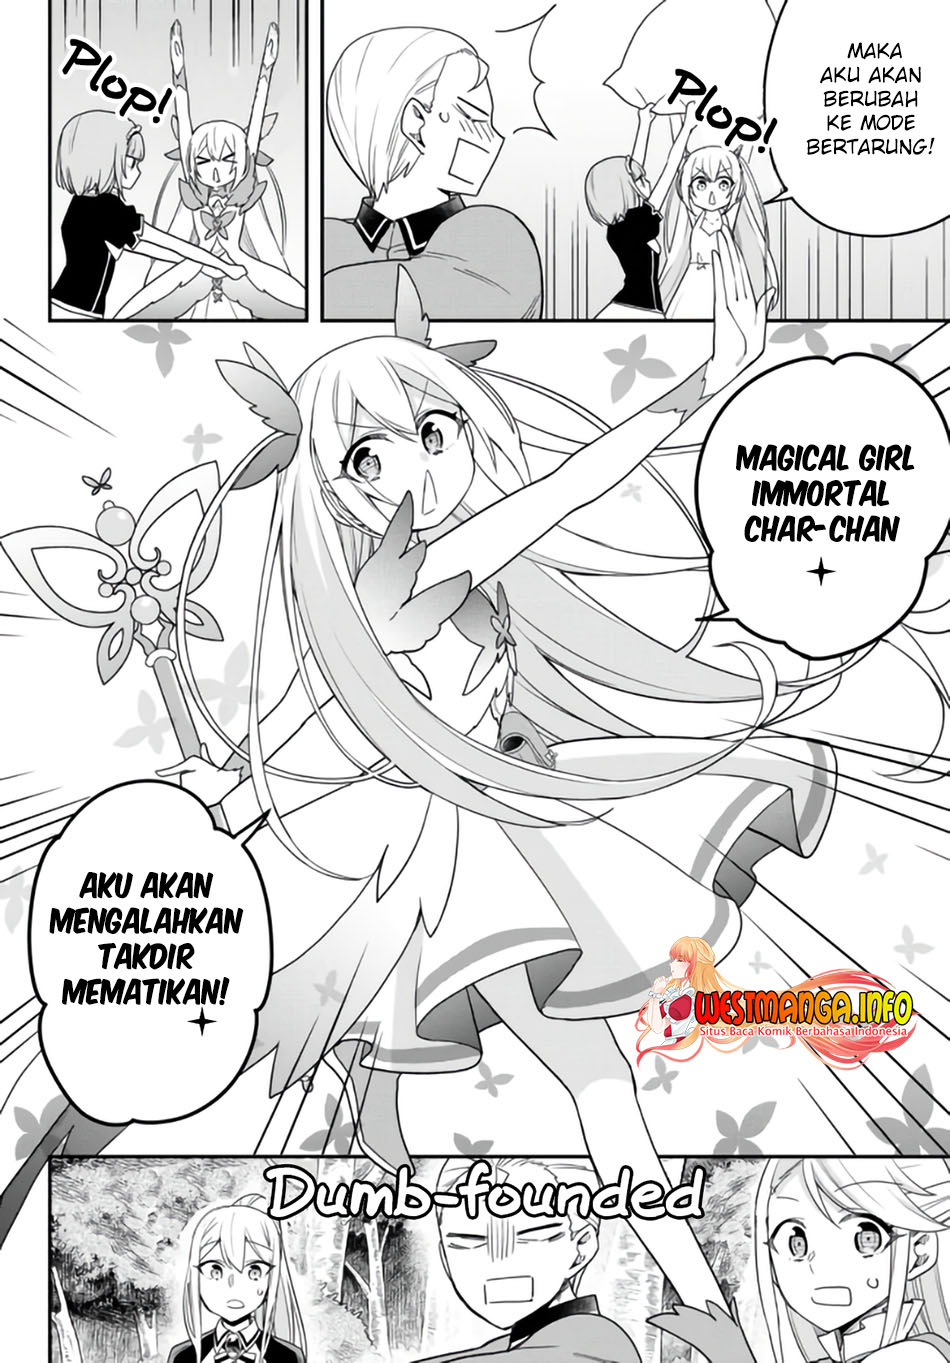 MAKA
AKU AKAN
BERUBAH
KE MODE
BERTARUNG!
Plop!
Plop!
MAGICAL GIRL
IMMORTAL
CHAR-CHAN
AKU AKAN
MENGALAHKAN
TAKDIR
MEMATIKAN!
WESTMANGA.INFO
Situs Baca Komik Berbahasa Indonesia
Dumb-founded